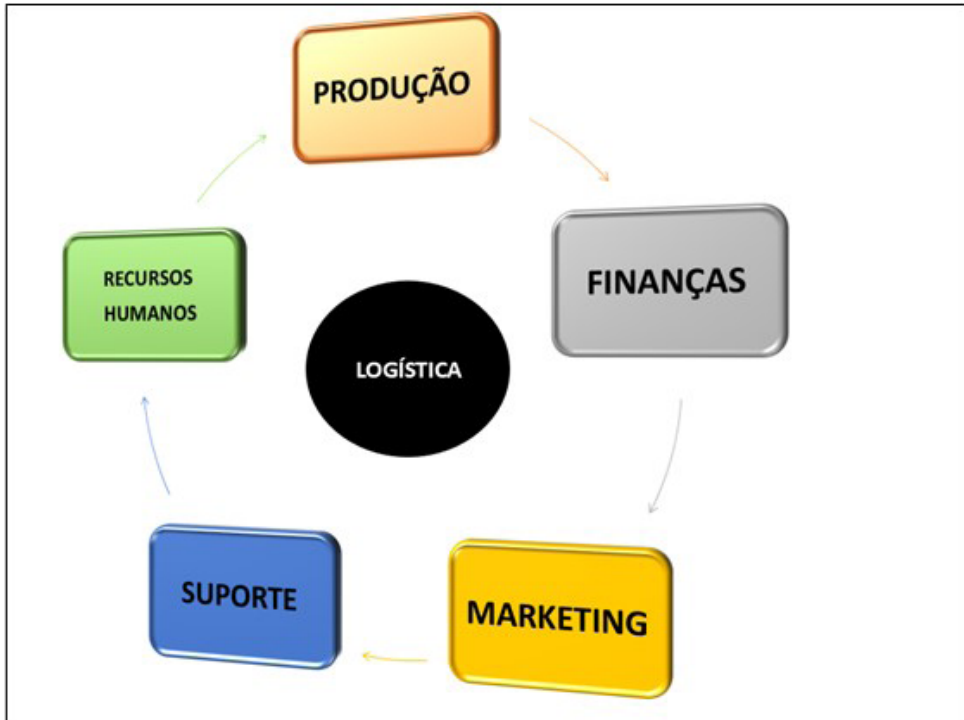 PRODUÇÃO
FINANÇAS
RECURSOS
HUMANOS
LOGÍSTICA
SUPORTE
MARKETING